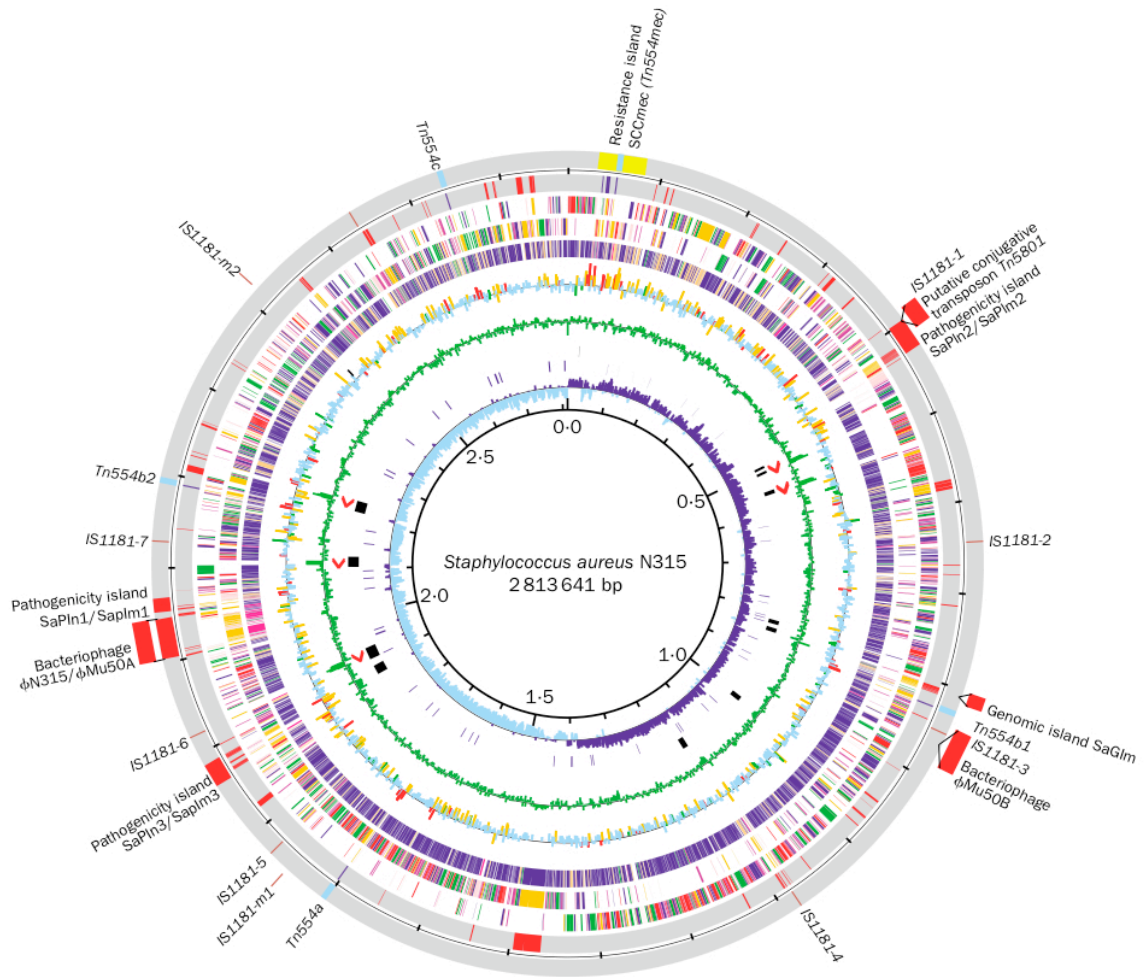 Resistance island
SCCmec (Tn554mec)
Tn554c
IS1181-m2
IS1181-1
Putative conjugative
transposon Tn5801
Pathogenicity island
SaPIn2/SaPIm2
Tn554b2
IS1181-7
IS1181-2
Pathogenicity island
SaPIn1/SapIm1
Bacteriophage
ϕN315/ϕMu50A
0·0
0·5
1·0
1·5
2·0
2·5
Staphylococcus aureus N315
2 813 641 bp
Genomic island SaGIm
Tn554b1
IS1181-3
Bacteriophage
ϕMu50B
IS1181-6
Pathogenicity island
SaPIn3/SapIm3
IS1181-5
IS1181-m1
Tn554a
IS1181-4